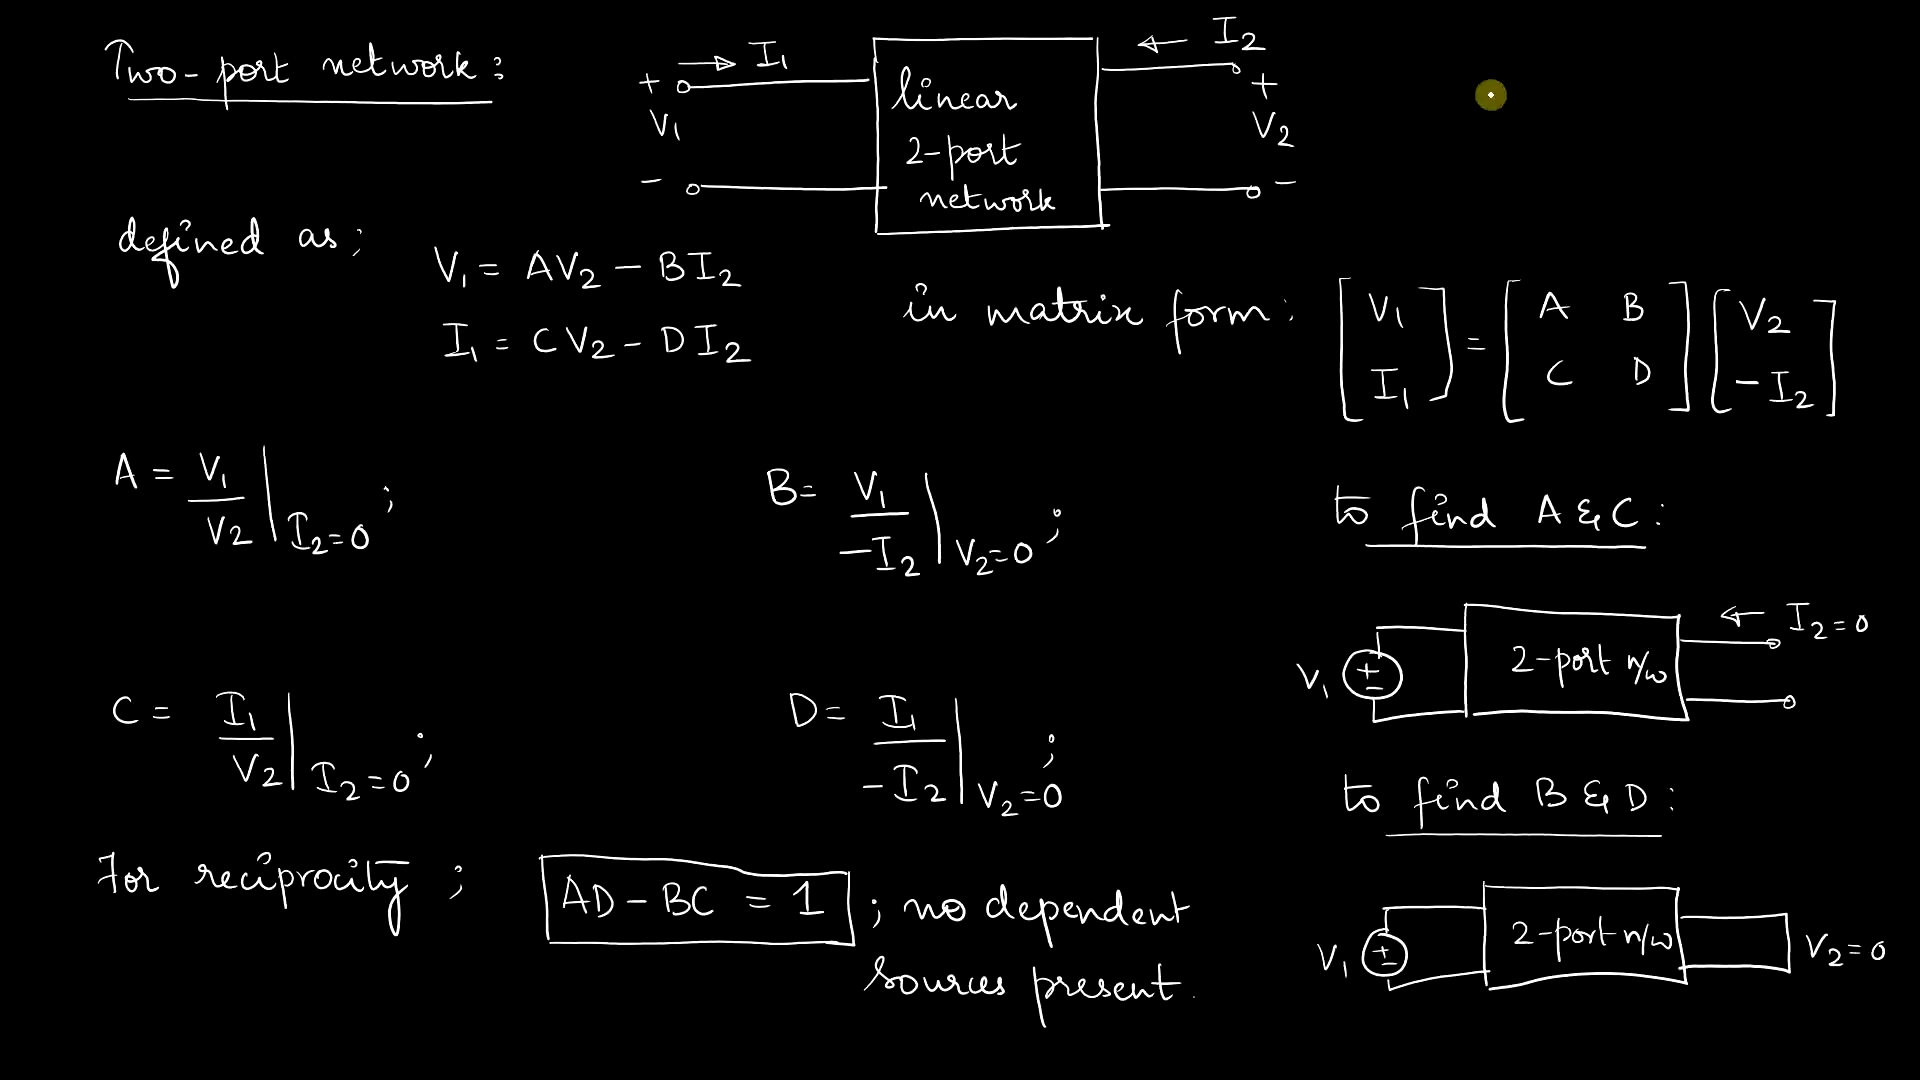 Two-port network:
I₁
I₂
+
V₁
-
linear
2-port
network
+
V₂
-
defined as;
V₁ = AV₂ - BI₂
I₁ = CV₂ - DI₂
in matrix form:
[V₁ I₁] = [A B C D] [V₂ -I₂]
A = V₁/V₂ | I₂=0 ;
B = V₁/-I₂ | V₂=0 ;
to find A & C:
V₁
+
-
2-port n/w
I₂=0
C = I₁/V₂ | I₂=0 ;
D = I₁/-I₂ | V₂=0 ;
to find B & D:
V₁
+
-
2-port n/w
V₂=0
For reciprocity ; AD - BC = 1 ; no dependent
sources present.